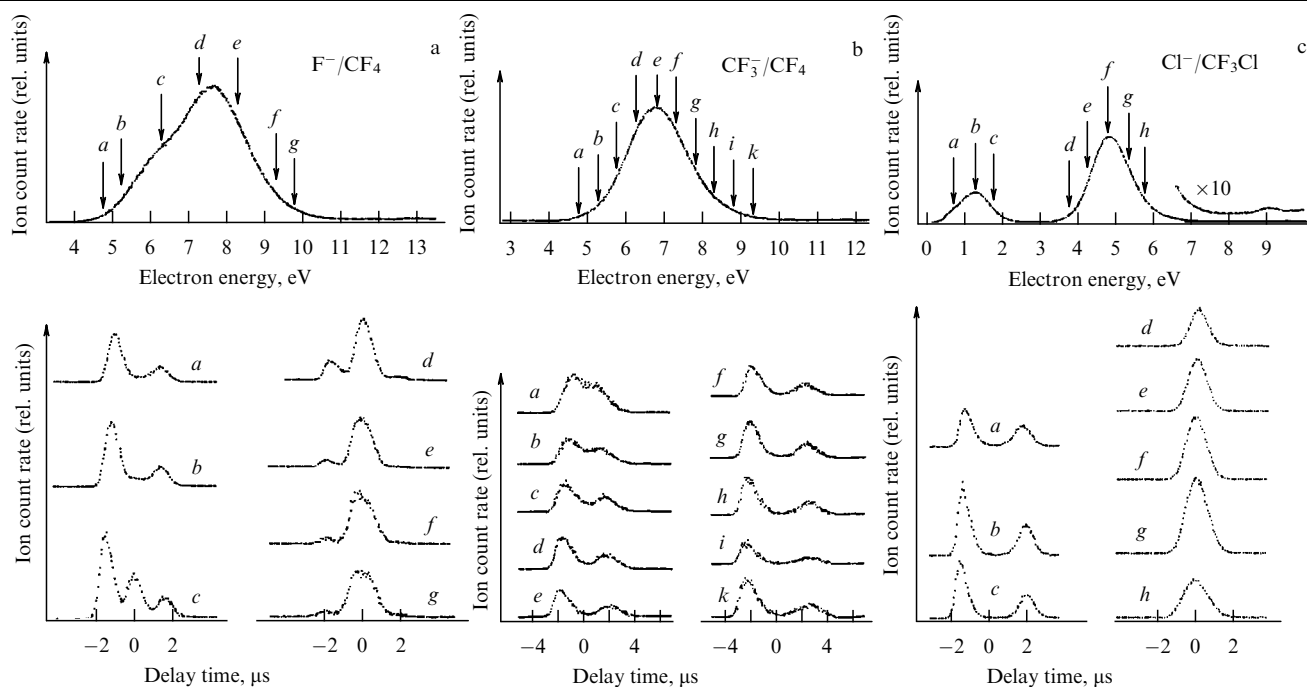 Ion count rate (rel. units)
a
F⁻/CF₄
a
b
c
d
e
f
g
4 5 6 7 8 9 10 11 12 13
Electron energy, eV
Ion count rate (rel. units)
b
CF₃⁻/CF₄
a
b
c
d
e
f
g
h
i
k
3 2 4 5 6 7 8 9 10 11 12
Electron energy, eV
Ion count rate (rel. units)
c
Cl⁻/CF₃Cl
a
b
c
d
e
f
g
h
×10
0 1 2 3 4 5 6 7 8 9
Electron energy, eV
Ion count rate (rel. units)
a
b
c
−2 0 2
d
e
f
g
−2 0 2
Delay time, μs
Ion count rate (rel. units)
a
b
c
d
e
−4 0 4
f
g
h
i
k
−4 0 4
Delay time, μs
Ion count rate (rel. units)
a
b
c
−2 0 2
d
e
f
g
h
−2 0 2
Delay time, μs